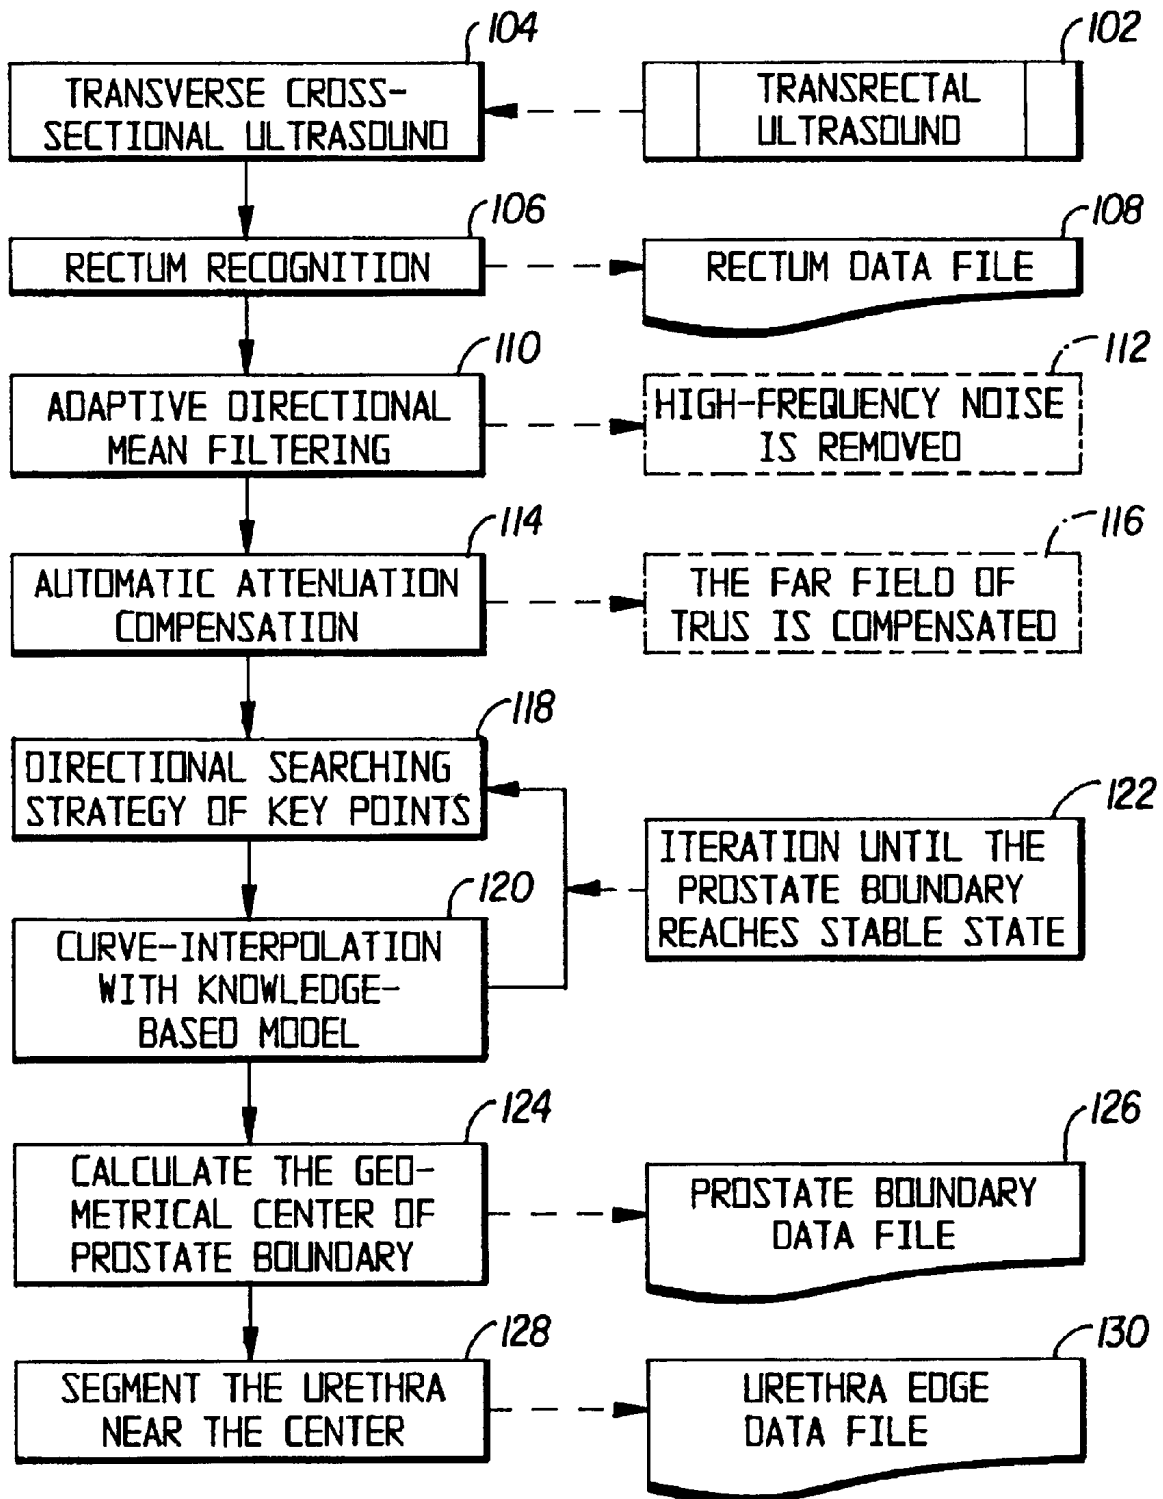 104
102
TRANSVERSE CROSS-
SECTIONAL ULTRASOUND
TRANSRECTAL
ULTRASOUND
106
108
RECTUM RECOGNITION
RECTUM DATA FILE
110
112
ADAPTIVE DIRECTIONAL
MEAN FILTERING
HIGH-FREQUENCY NOISE
IS REMOVED
114
116
AUTOMATIC ATTENUATION
COMPENSATION
THE FAR FIELD OF
TRUS IS COMPENSATED
118
DIRECTIONAL SEARCHING
STRATEGY OF KEY POINTS
122
ITERATION UNTIL THE
PROSTATE BOUNDARY
REACHES STABLE STATE
120
CURVE-INTERPOLATION
WITH KNOWLEDGE-
BASED MODEL
124
126
CALCULATE THE GEO-
METRICAL CENTER OF
PROSTATE BOUNDARY
PROSTATE BOUNDARY
DATA FILE
128
130
SEGMENT THE URETHRA
NEAR THE CENTER
URETHRA EDGE
DATA FILE